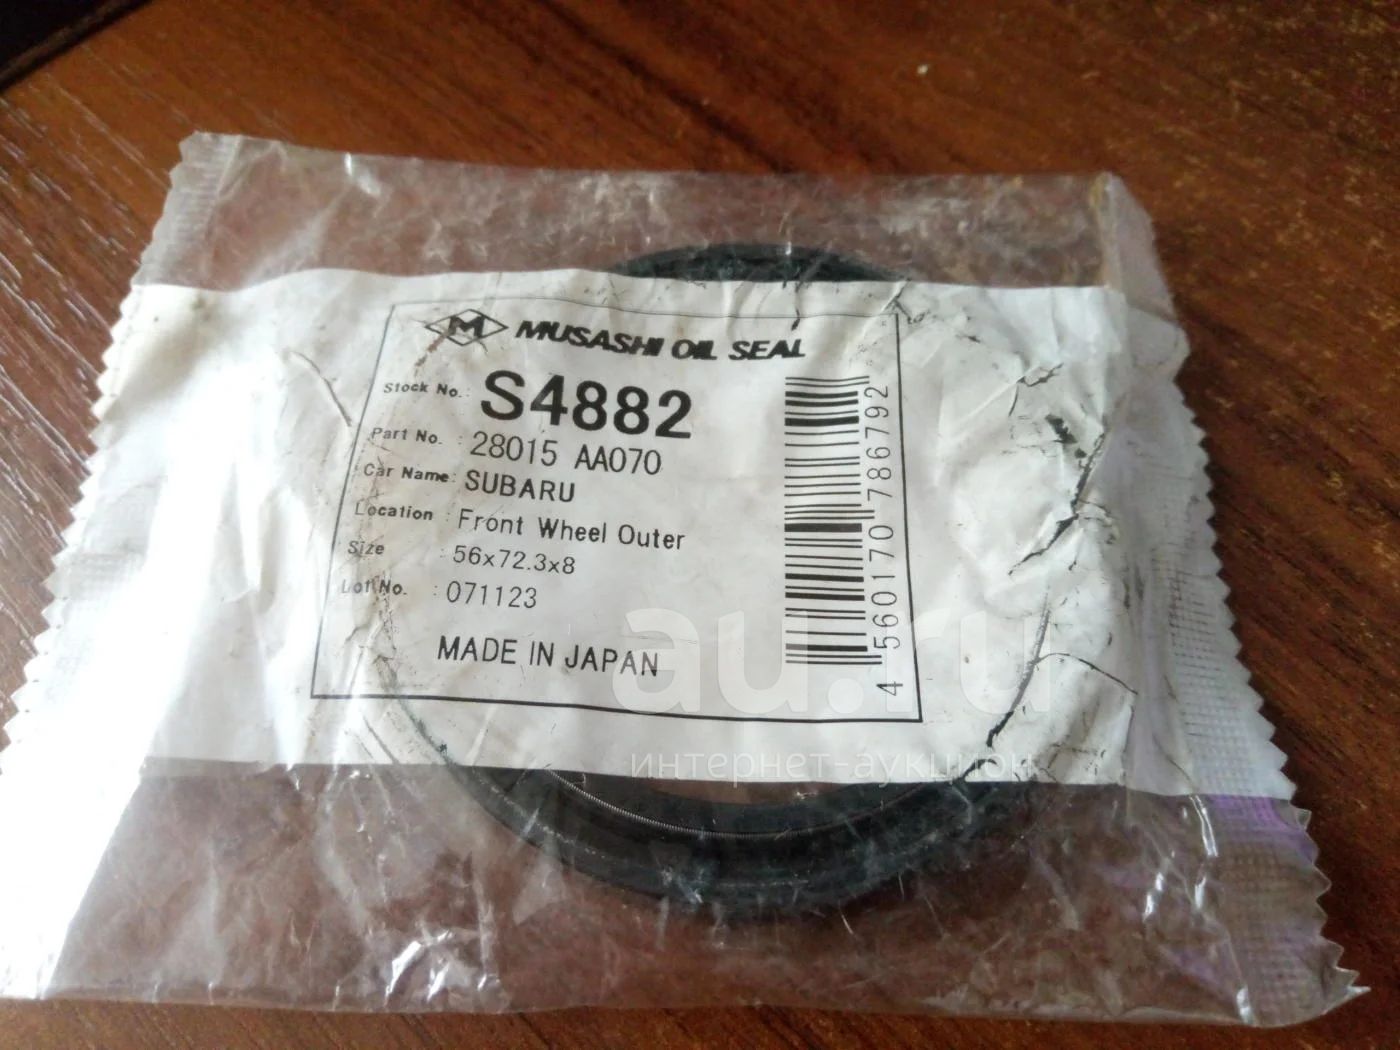 M MUSASHI OIL SEAL
Stock No. : S4882
Part No. : 28015 AA070
Car Name : SUBARU
Location : Front Wheel Outer
Size : 56x72.3x8
Lot No. : 071123
MADE IN JAPAN
4 560170 786792
au.ru
интернет-аукцион